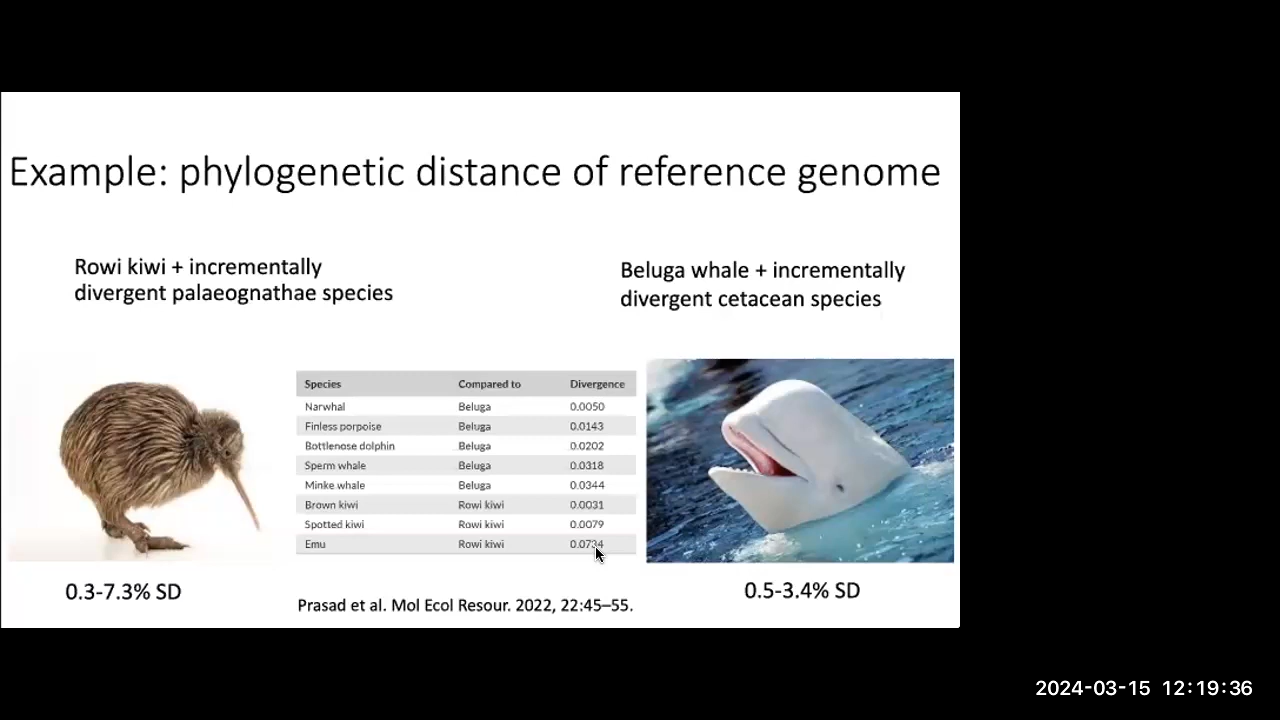 Example: phylogenetic distance of reference genome
Rowi kiwi + incrementally
divergent palaeognathae species
Beluga whale + incrementally
divergent cetacean species
Species Compared to Divergence
Narwhal Beluga 0.0050
Finless porpoise Beluga 0.0143
Bottlenose dolphin Beluga 0.0202
Sperm whale Beluga 0.0318
Minke whale Beluga 0.0344
Brown kiwi Rowi kiwi 0.0031
Spotted kiwi Rowi kiwi 0.0079
Emu Rowi kiwi 0.0734
0.3-7.3% SD
0.5-3.4% SD
Prasad et al. Mol Ecol Resour. 2022, 22:45–55.
2024-03-15 12:19:36